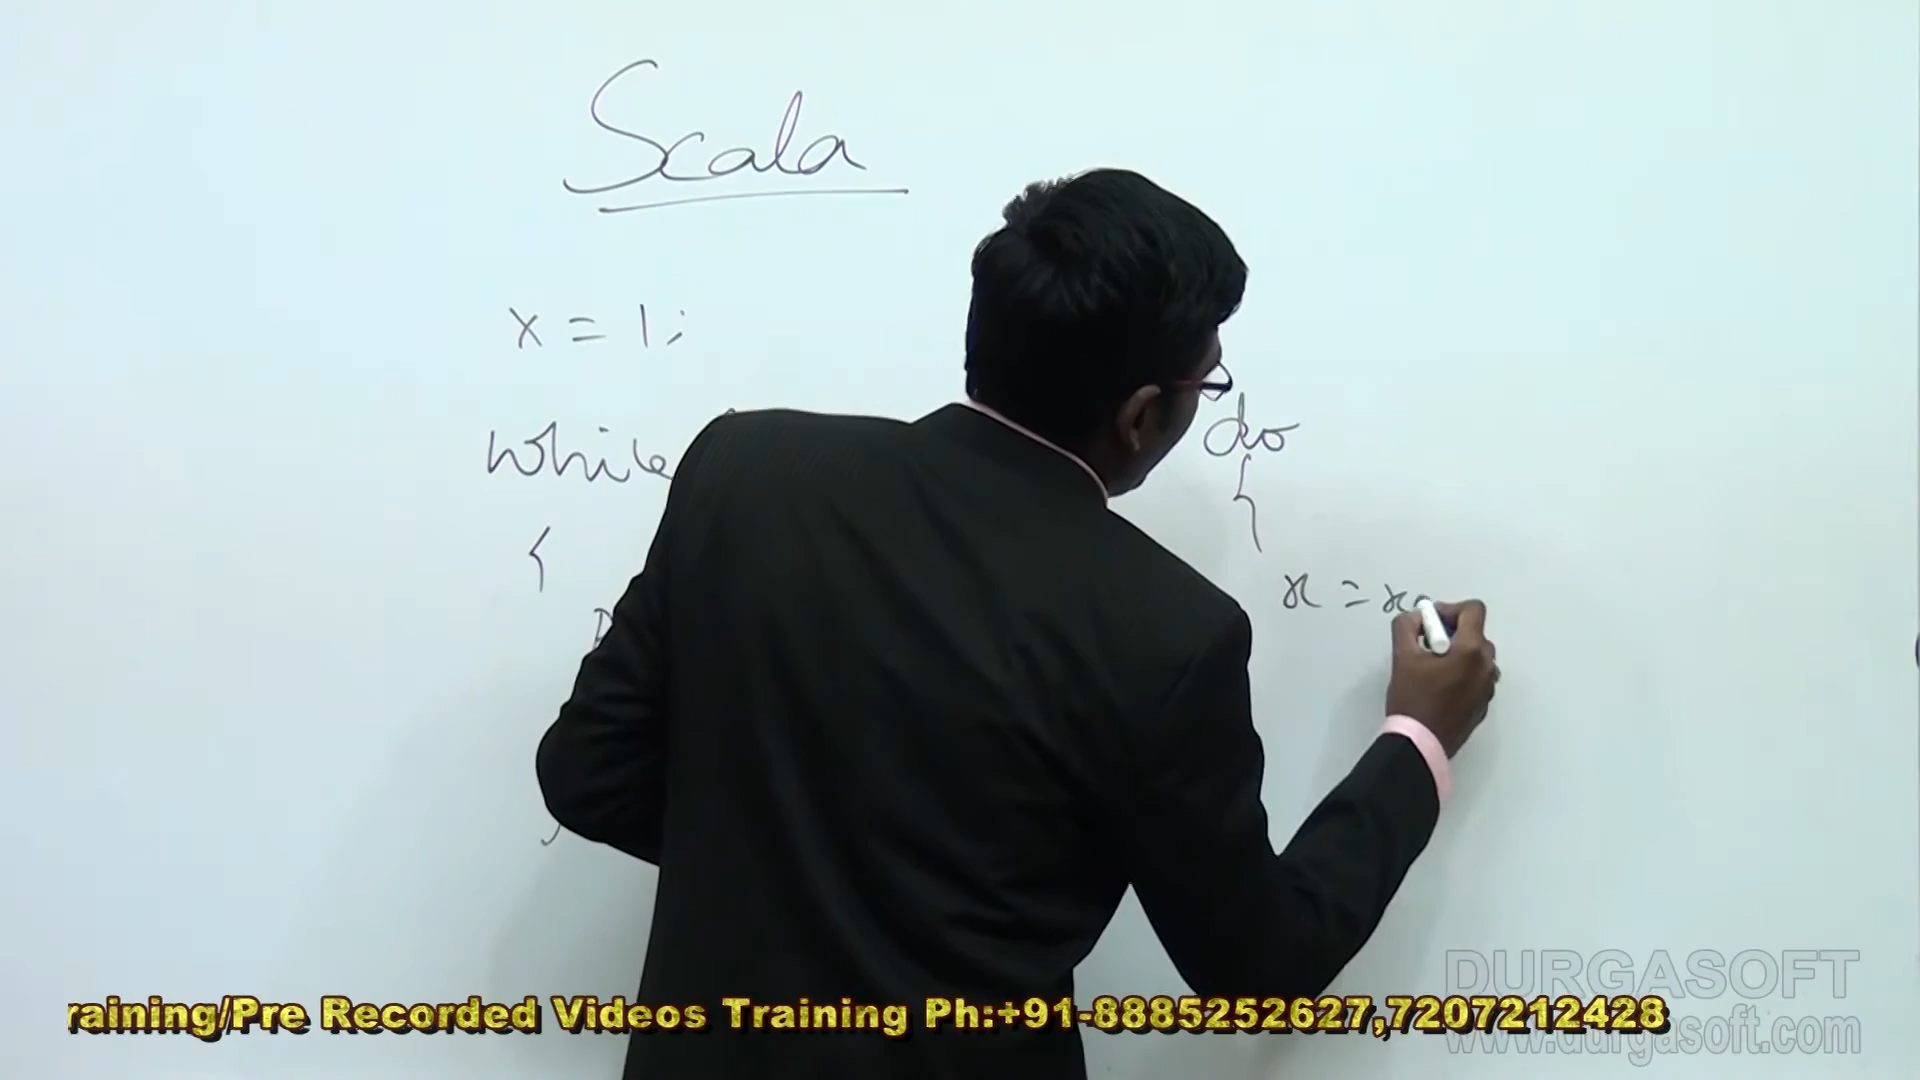 Scala
x = 1;
while
{
do
{
x = x
raining/Pre Recorded Videos Training Ph:+91-8885252627,7207212428
DURGASOFT
www.durgasoft.com